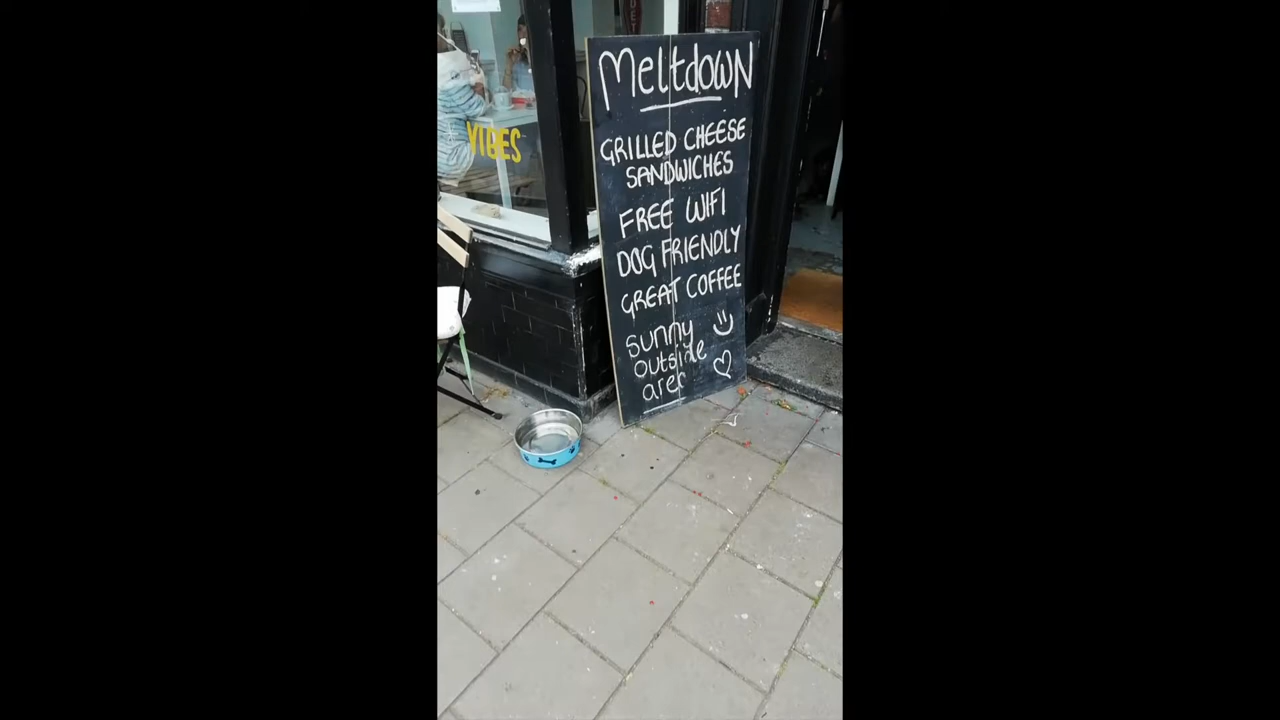 VIBES
Meltdown
GRILLED CHEESE
SANDWICHES
FREE WIFI
DOG FRIENDLY
GREAT COFFEE
sunny
outside
area